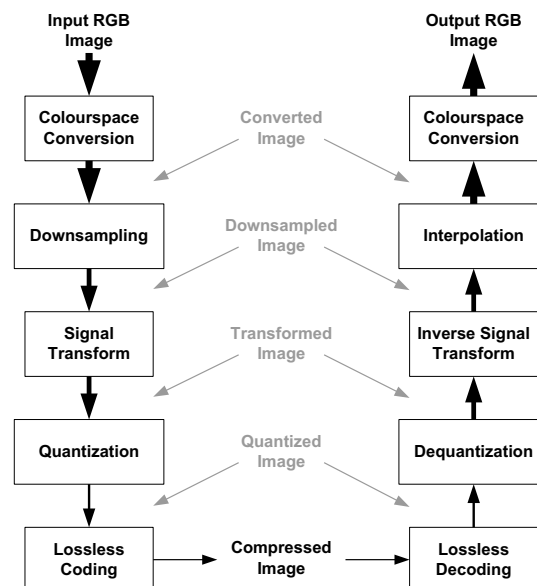 Input RGB
Image
Output RGB
Image
Colourspace
Conversion
Converted
Image
Colourspace
Conversion
Downsampling
Downsampled
Image
Interpolation
Signal
Transform
Transformed
Image
Inverse Signal
Transform
Quantization
Quantized
Image
Dequantization
Lossless
Coding
Compressed
Image
Lossless
Decoding